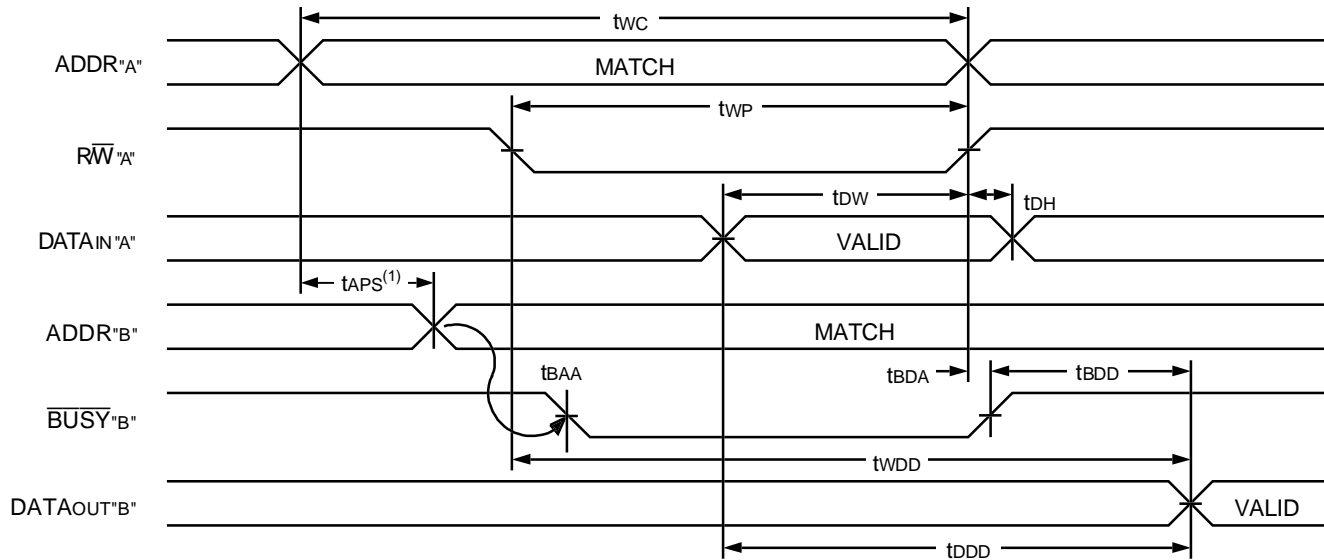 tWC
ADDR"A"
MATCH
tWP
R/W̅"A"
tDW
tDH
DATAIN"A"
VALID
tAPS(1)
ADDR"B"
MATCH
tBAA
tBDA
tBDD
B̅U̅S̅Y̅"B"
tWDD
DATAOUT"B"
VALID
tDDD